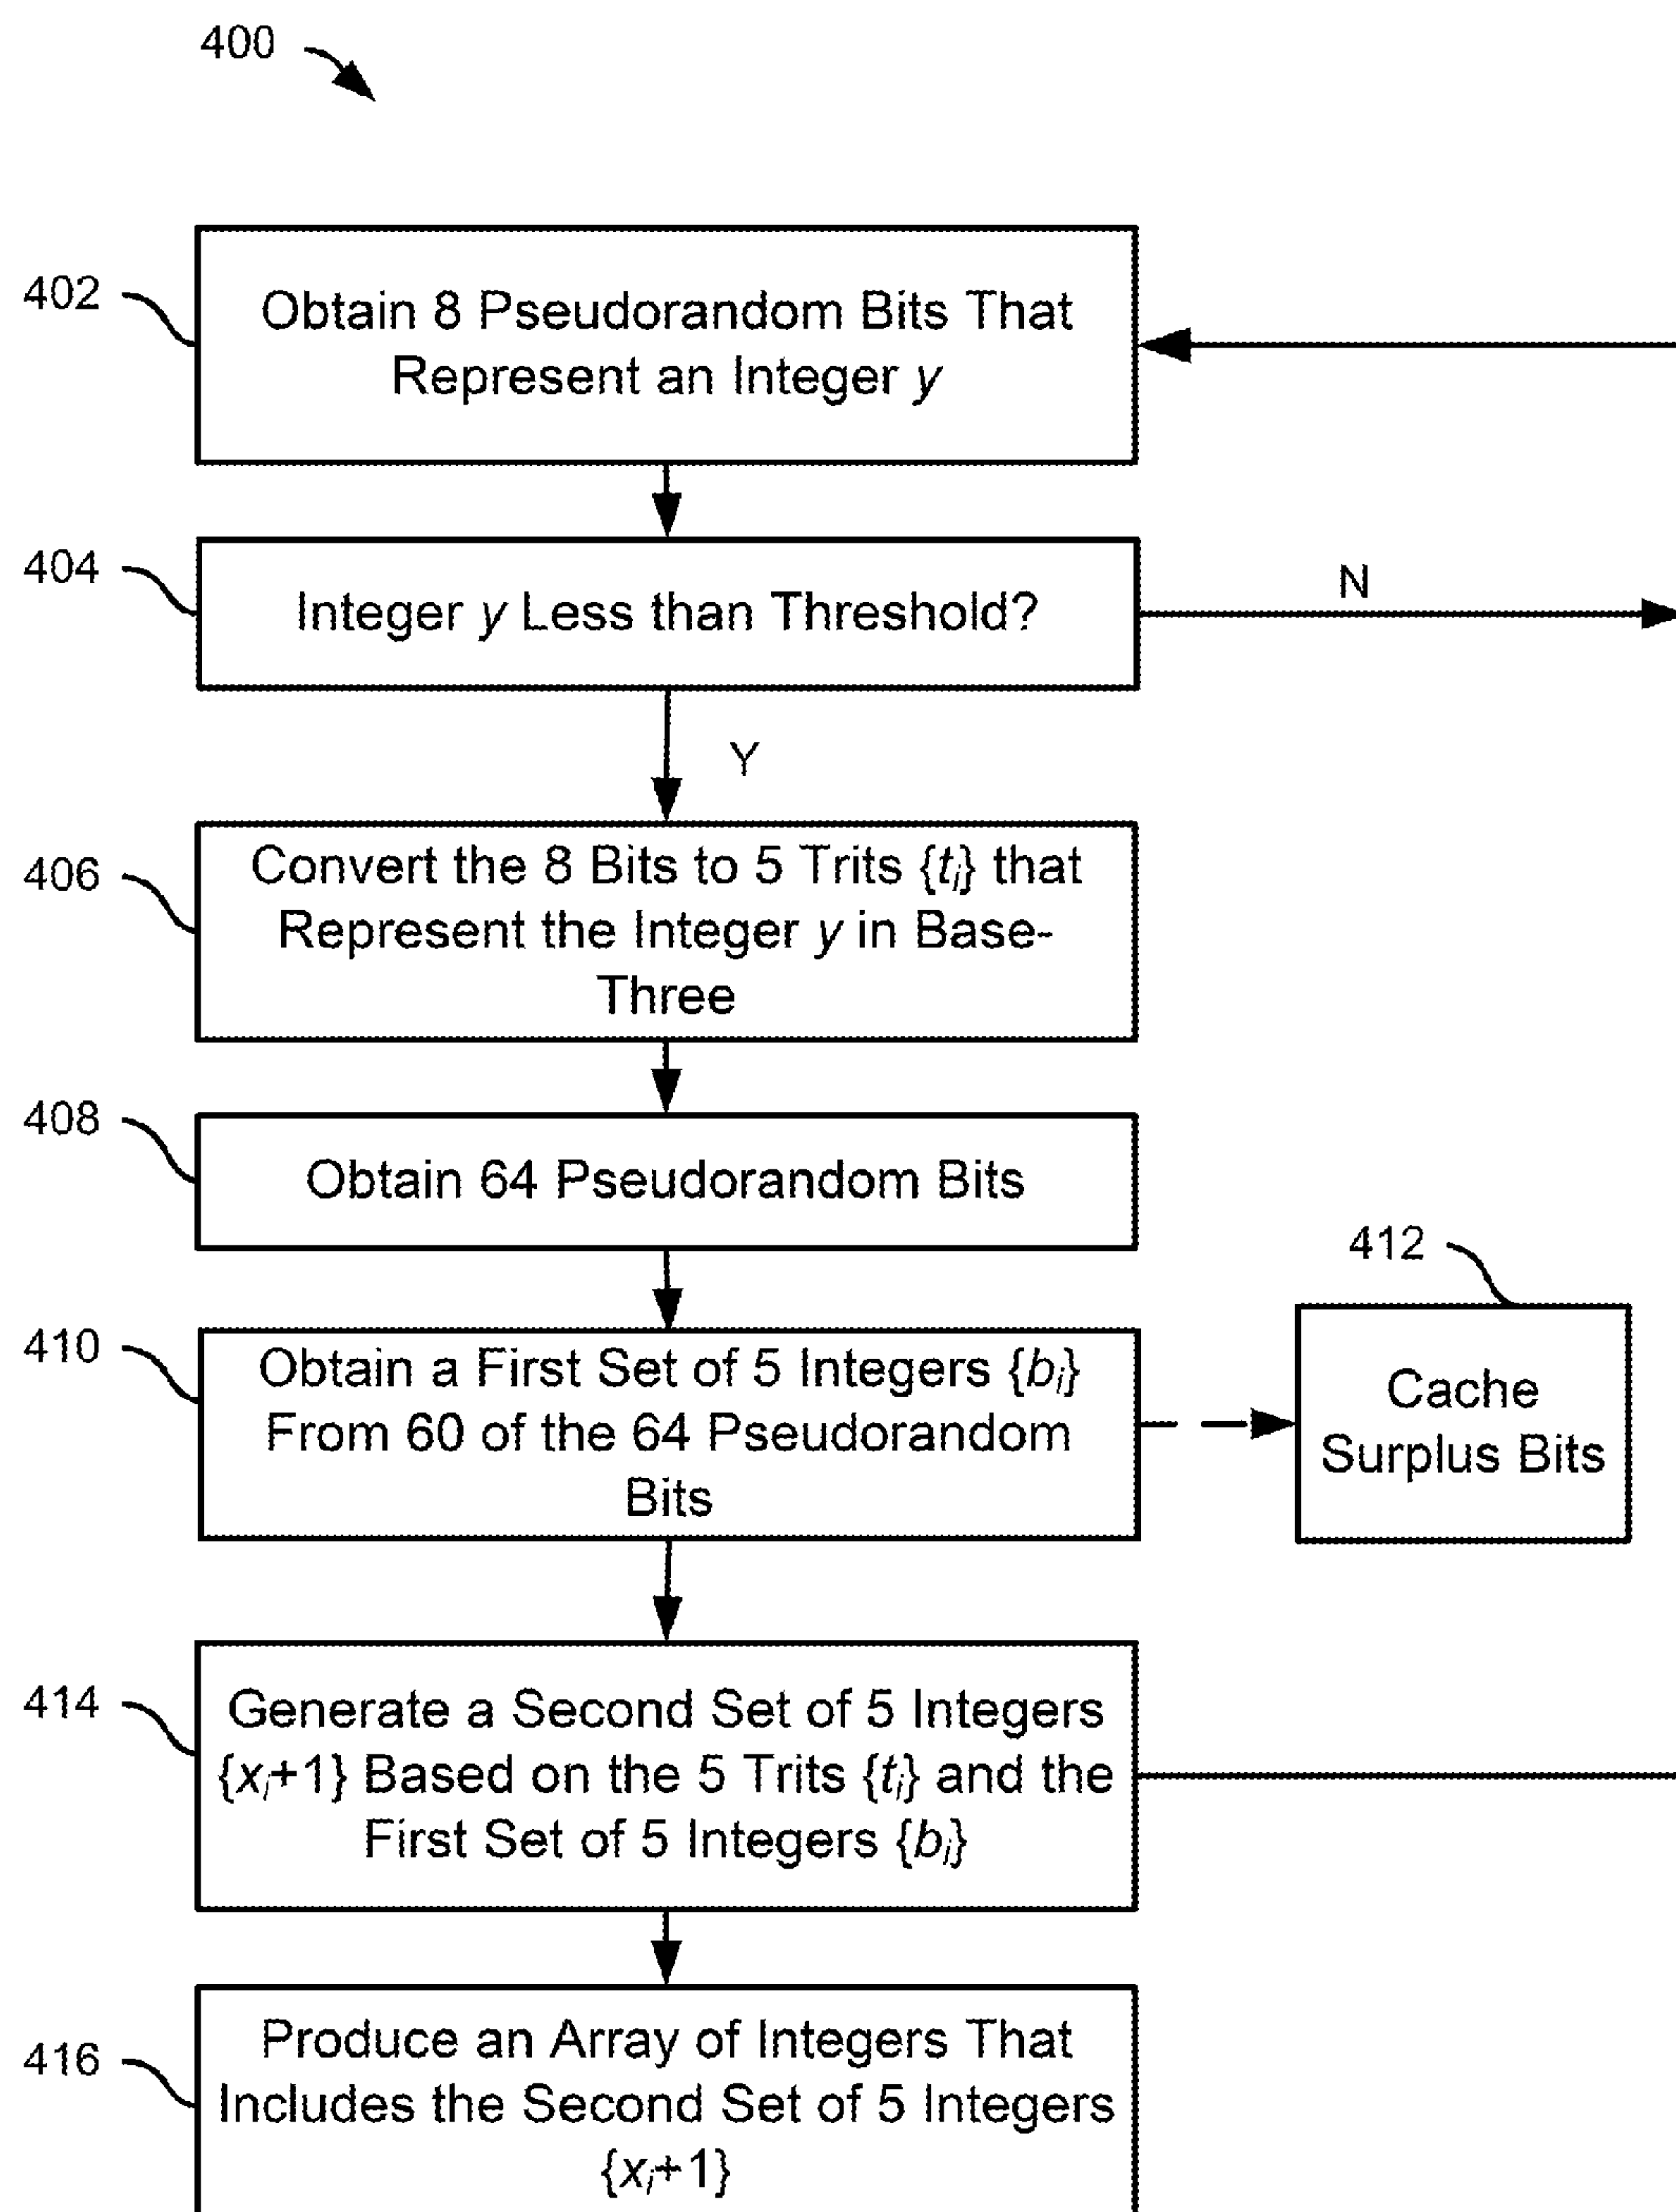 400
402
Obtain 8 Pseudorandom Bits That
Represent an Integer y
404
Integer y Less than Threshold?
N
Y
406
Convert the 8 Bits to 5 Trits {tᵢ} that
Represent the Integer y in Base-
Three
408
Obtain 64 Pseudorandom Bits
410
Obtain a First Set of 5 Integers {bᵢ}
From 60 of the 64 Pseudorandom
Bits
412
Cache
Surplus Bits
414
Generate a Second Set of 5 Integers
{xᵢ+1} Based on the 5 Trits {tᵢ} and the
First Set of 5 Integers {bᵢ}
416
Produce an Array of Integers That
Includes the Second Set of 5 Integers
{xᵢ+1}